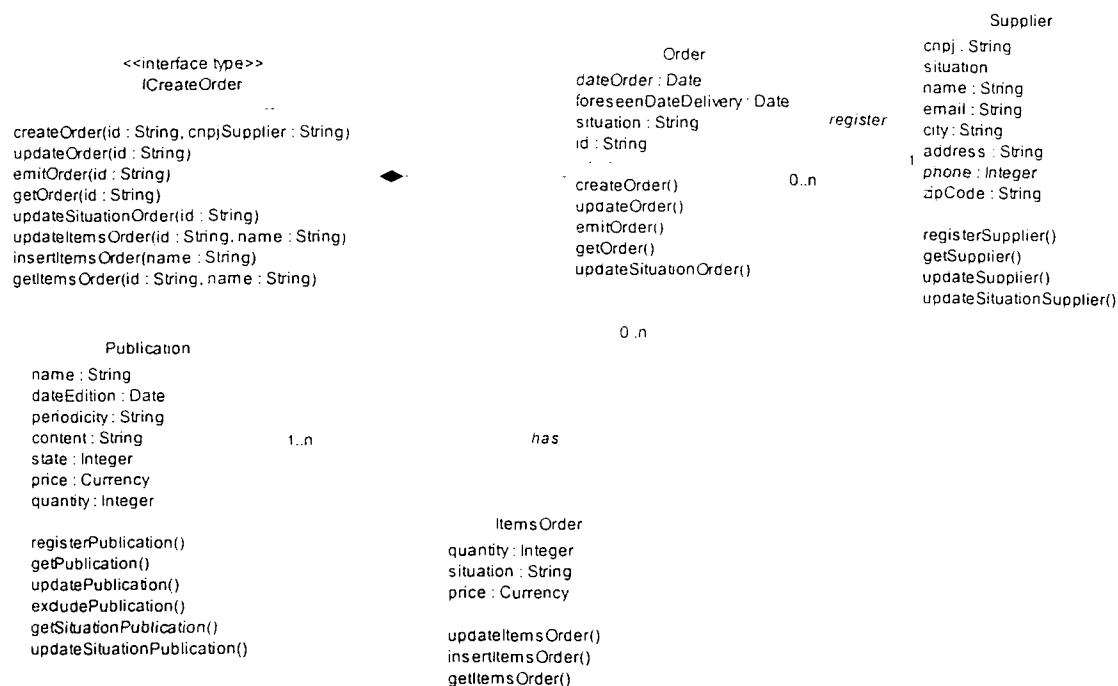 <<interface type>>
ICreateOrder
createOrder(id : String, cnpjSupplier : String)
updateOrder(id : String)
emitOrder(id : String)
getOrder(id : String)
updateSituationOrder(id : String)
updateItemsOrder(id : String, name : String)
insertItemsOrder(name : String)
getItemsOrder(id : String, name : String)
Order
dateOrder : Date
foreseenDateDelivery : Date
situation : String
id : String
createOrder()
updateOrder()
emitOrder()
getOrder()
updateSituationOrder()
register
0..n
1
Supplier
cnpj : String
situation
name : String
email : String
city : String
address : String
phone : Integer
zipCode : String
registerSupplier()
getSupplier()
updateSupplier()
updateSituationSupplier()
0..n
Publication
name : String
dateEdition : Date
periodicity : String
content : String
state : Integer
price : Currency
quantity : Integer
registerPublication()
getPublication()
updatePublication()
excludePublication()
getSituationPublication()
updateSituationPublication()
1..n
has
ItemsOrder
quantity : Integer
situation : String
price : Currency
updateItemsOrder()
insertItemsOrder()
getItemsOrder()